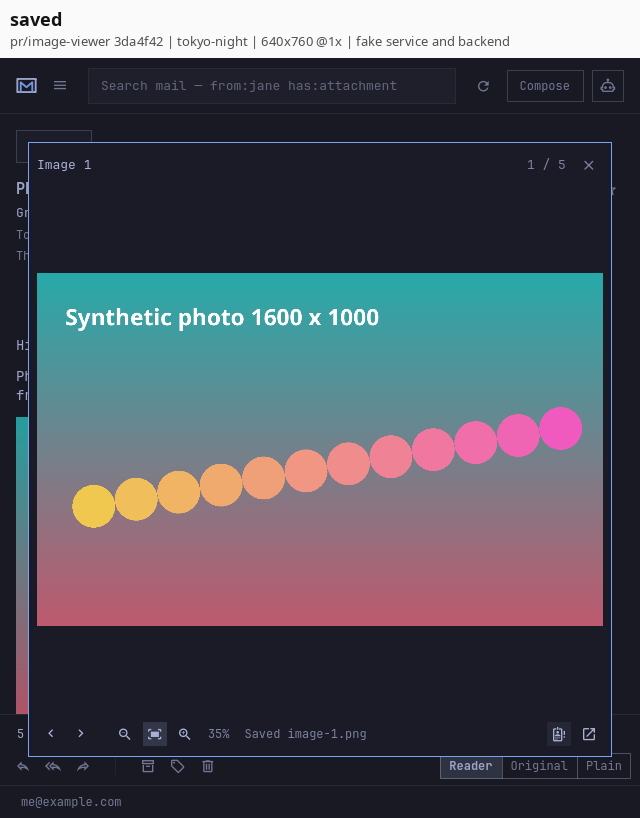 saved
pr/image-viewer 3da4f42 | tokyo-night | 640x760 @1x | fake service and backend
Search mail — from:jane has:attachment
Compose
Image 1
1 / 5
Synthetic photo 1600 x 1000
35%
Saved image-1.png
5
Reader
Original
Plain
me@example.com